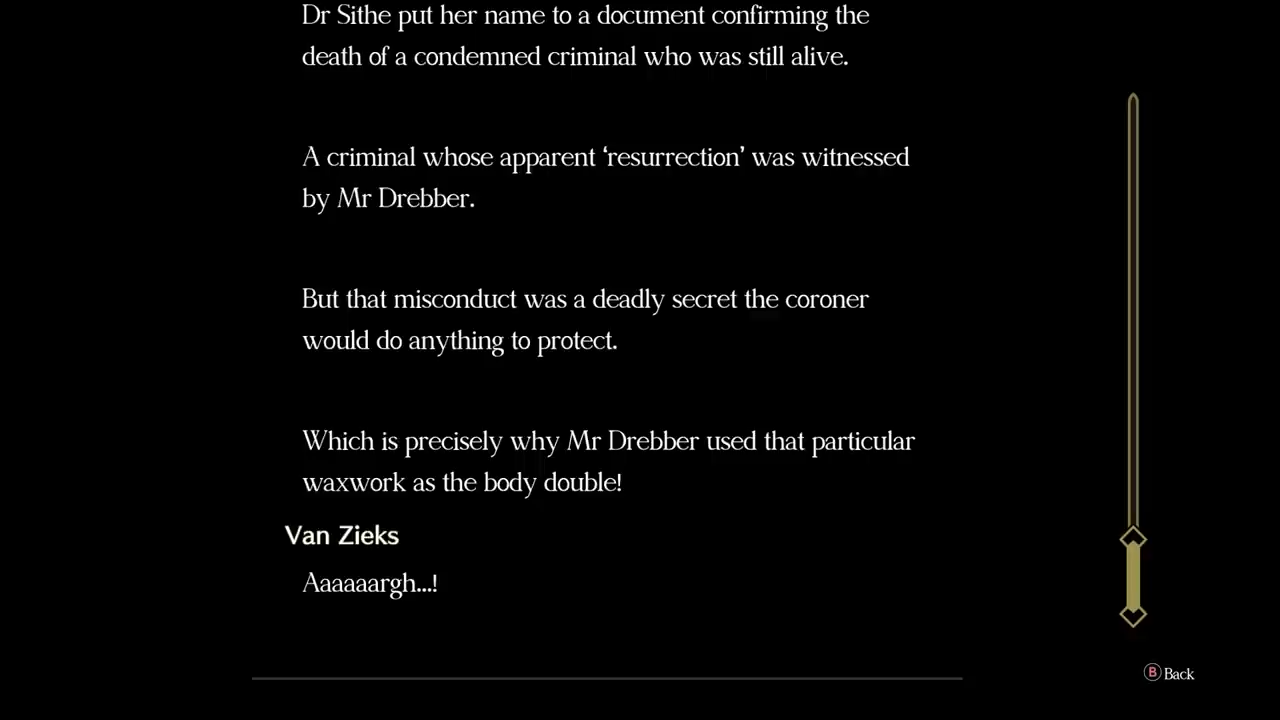 Dr Sithe put her name to a document confirming the
death of a condemned criminal who was still alive.
A criminal whose apparent ‘resurrection’ was witnessed
by Mr Drebber.
But that misconduct was a deadly secret the coroner
would do anything to protect.
Which is precisely why Mr Drebber used that particular
waxwork as the body double!
Van Zieks
Aaaaaargh...!
B Back